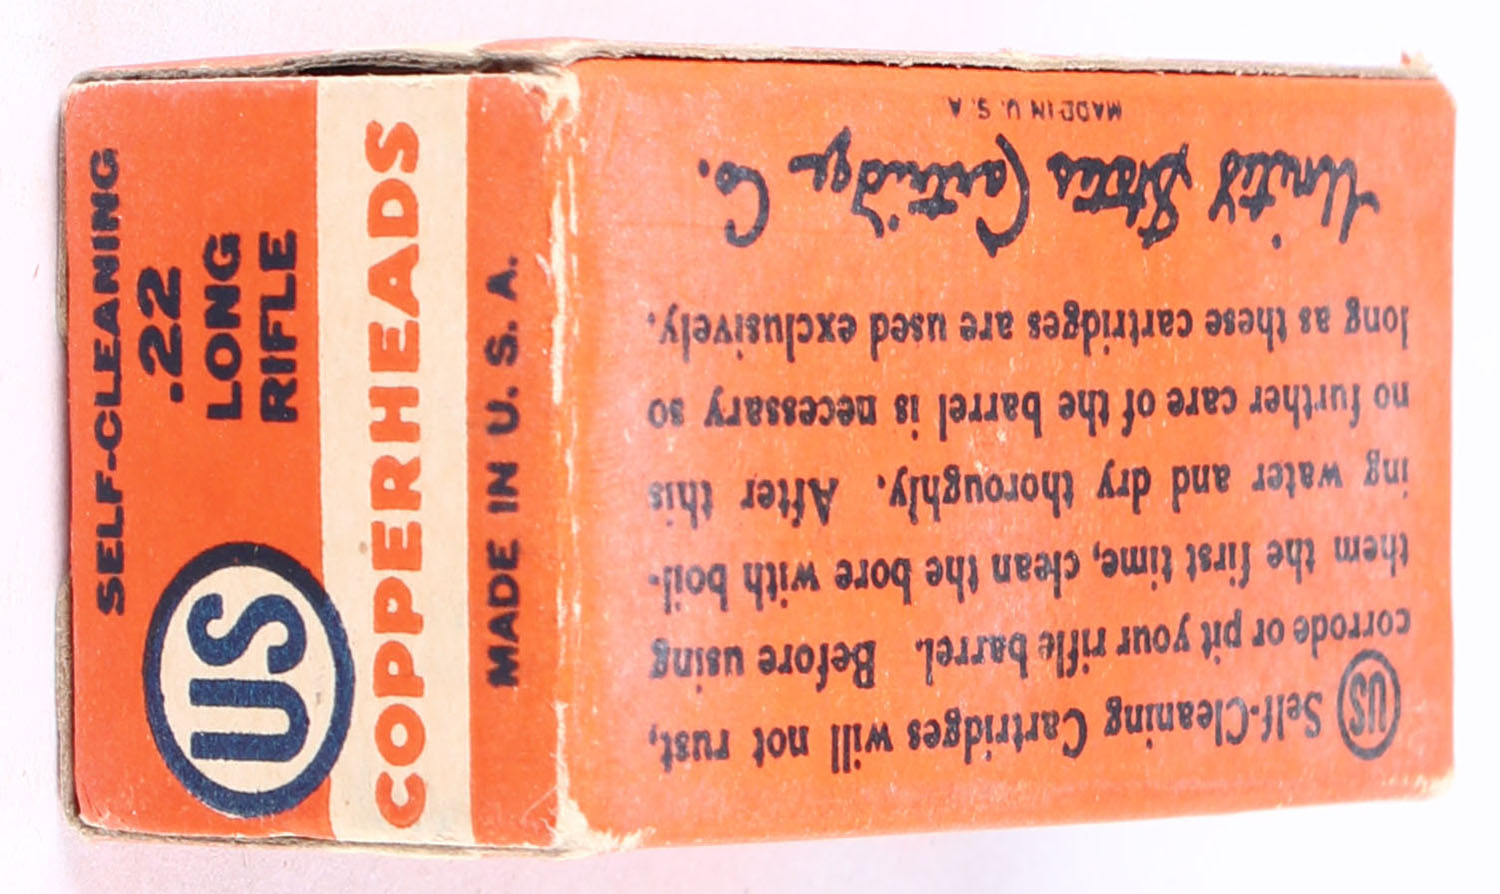 SELF-CLEANING
.22
LONG
RIFLE
US
COPPERHEADS
MADE IN U. S. A.
US Self-Cleaning Cartridges will not rust,
corrode or pit your rifle barrel. Before using
them the first time, clean the bore with boil-
ing water and dry thoroughly. After this
no further care of the barrel is necessary so
long as these cartridges are used exclusively.
United States Cartridge Co.
MADE IN U. S. A